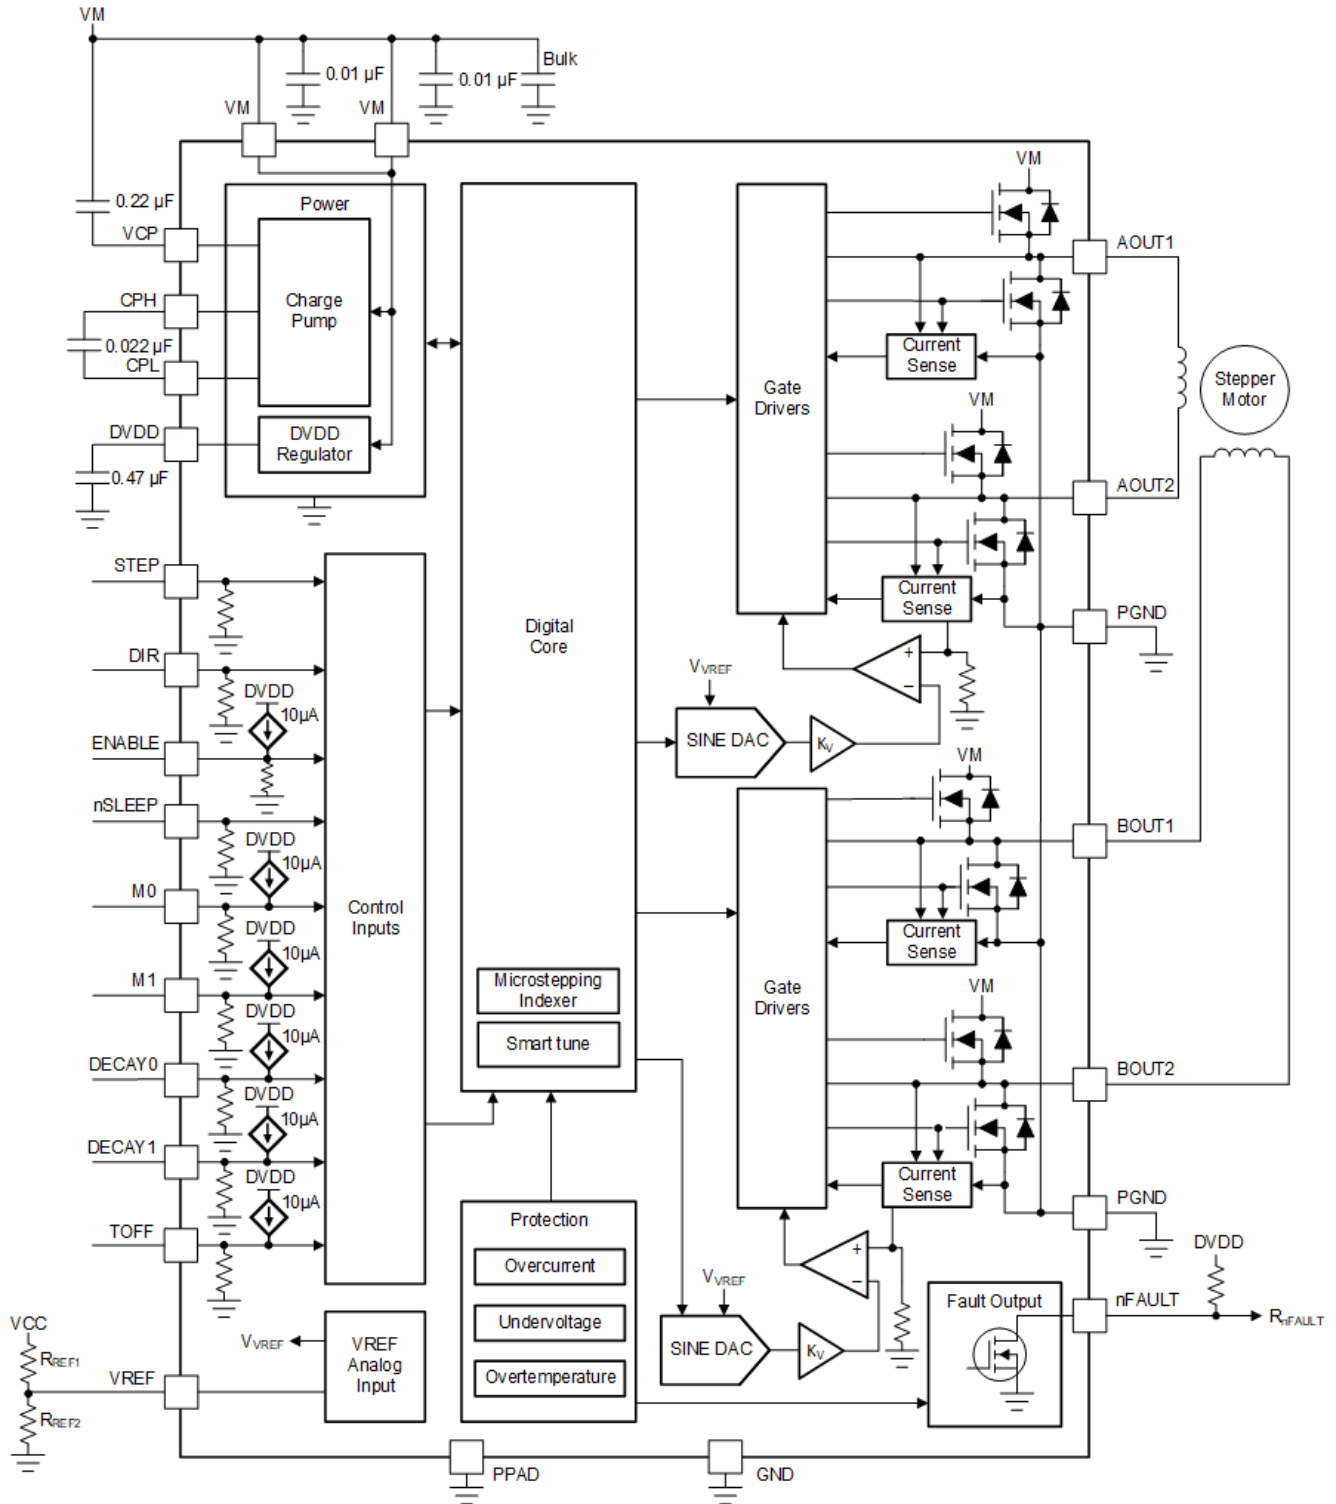 VM
0.01 µF
0.01 µF
Bulk
VM
VM
0.22 µF
VCP
CPH
0.022 µF
CPL
DVDD
0.47 µF
Power
Charge
Pump
DVDD
Regulator
STEP
DIR
DVDD
10µA
ENABLE
nSLEEP
DVDD
10µA
M0
DVDD
10µA
M1
DVDD
10µA
DECAY0
DVDD
10µA
DECAY1
DVDD
10µA
TOFF
Control
Inputs
VCC
RREF1
VREF
RREF2
VVREF
VREF
Analog
Input
Digital
Core
Microstepping
Indexer
Smart tune
Protection
Overcurrent
Undervoltage
Overtemperature
PPAD
GND
Gate
Drivers
VM
AOUT1
Current
Sense
VM
AOUT2
Current
Sense
Stepper
Motor
PGND
VVREF
SINE DAC
KV
+
−
Gate
Drivers
VM
BOUT1
Current
Sense
VM
BOUT2
Current
Sense
PGND
VVREF
SINE DAC
KV
+
−
Fault Output
nFAULT
DVDD
RnFAULT